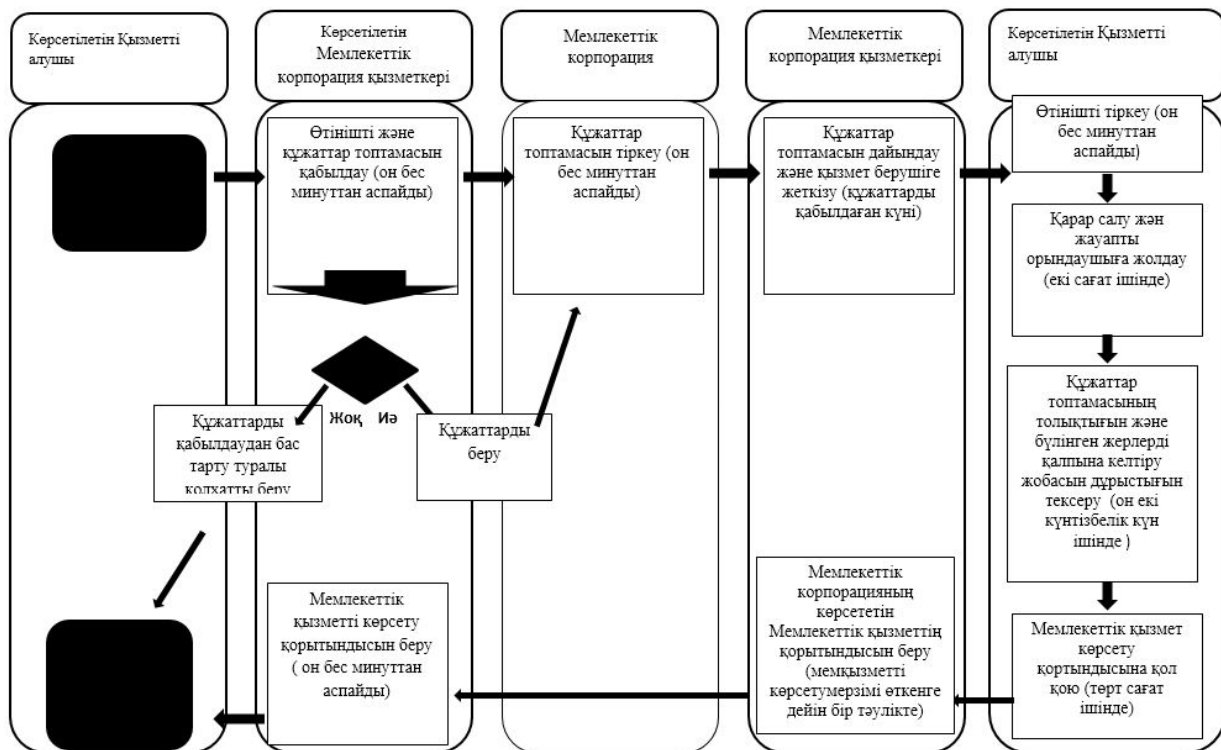 Көрсетілетін Қызметті
алушы
Көрсетілетін
Мемлекеттік
корпорация қызметкері
Мемлекеттік
корпорация
Мемлекеттік
корпорация қызметкері
Көрсетілетін Қызметті
алушы
Өтінішті және
құжаттар топтамасын
қабылдау (он бес
минуттан аспайды)
Құжаттар
топтамасын тіркеу (он
бес минуттан
аспайды)
Құжаттар
топтамасын дайындау
және қызмет берушіге
жеткізу (құжаттарды
қабылдаған күні)
Өтінішті тіркеу (он
бес минуттан
аспайды)
Қарар салу жән
жауапты
орындаушыға жолдау
(екі сағат ішінде)
Жоқ Иә
Құжаттарды
қабылдаудан бас
тарту туралы
қолхатты беру
Құжаттарды
беру
Құжаттар
топтамасының
толықтығын және
бүлінген жерлерді
қалпына келтіру
жобасын дұрыстығын
тексеру (он екі
күнтізбелік күн
ішінде )
Мемлекеттік
қызметті көрсету
қорытындысын беру
( он бес минуттан
аспайды)
Мемлекеттік
корпорацияның
көрсететін
Мемлекеттік қызметтің
қорытындысын беру
(мемқызметті
көрсетумерзімі өткенге
дейін бір тәулікте)
Мемлекеттік қызмет
көрсету
қортындысына қол
қою (төрт сағат
ішінде)